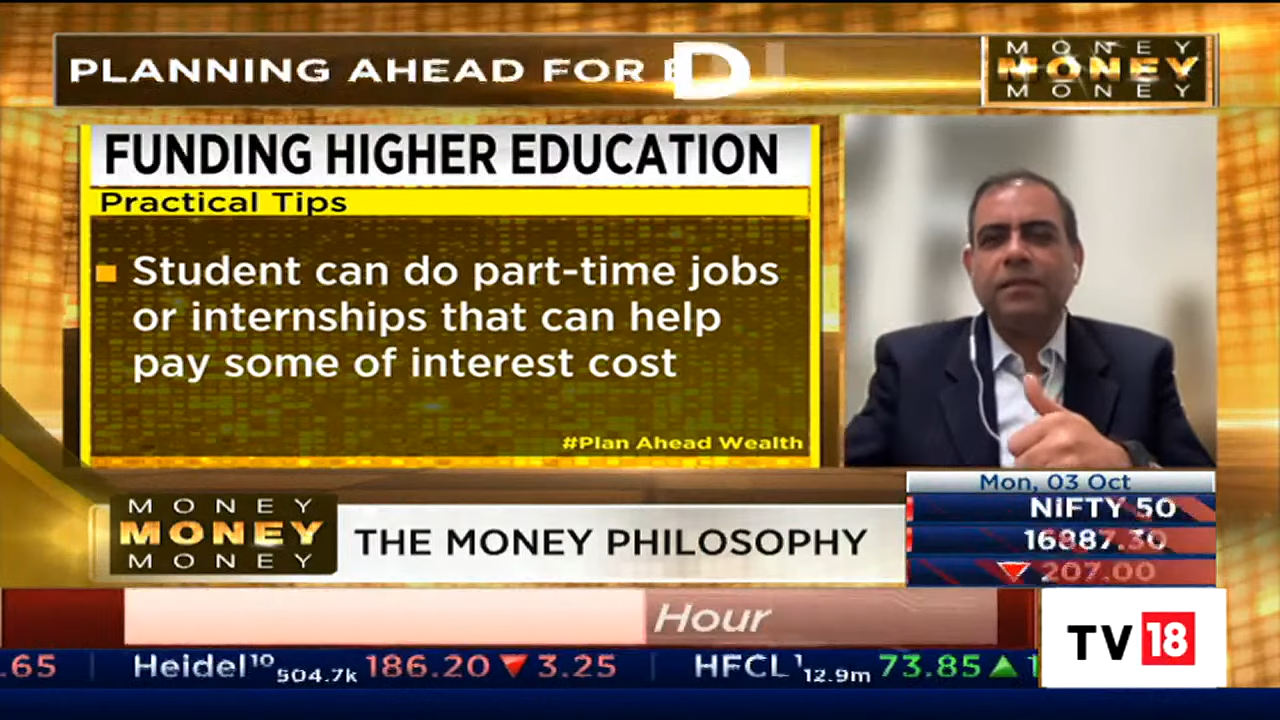 PLANNING AHEAD FOR
MONEY
MONEY
MONEY
FUNDING HIGHER EDUCATION
Practical Tips
Student can do part-time jobs
or internships that can help
pay some of interest cost
#Plan Ahead Wealth
Mon, 03 Oct
NIFTY 50
16887.30
▼ 207.00
MONEY
MONEY
MONEY
THE MONEY PHILOSOPHY
Hour
TV18
.65 Heidel¹⁰ 504.7k 186.20 ▼ 3.25 HFCL¹ 12.9m 73.85 ▲